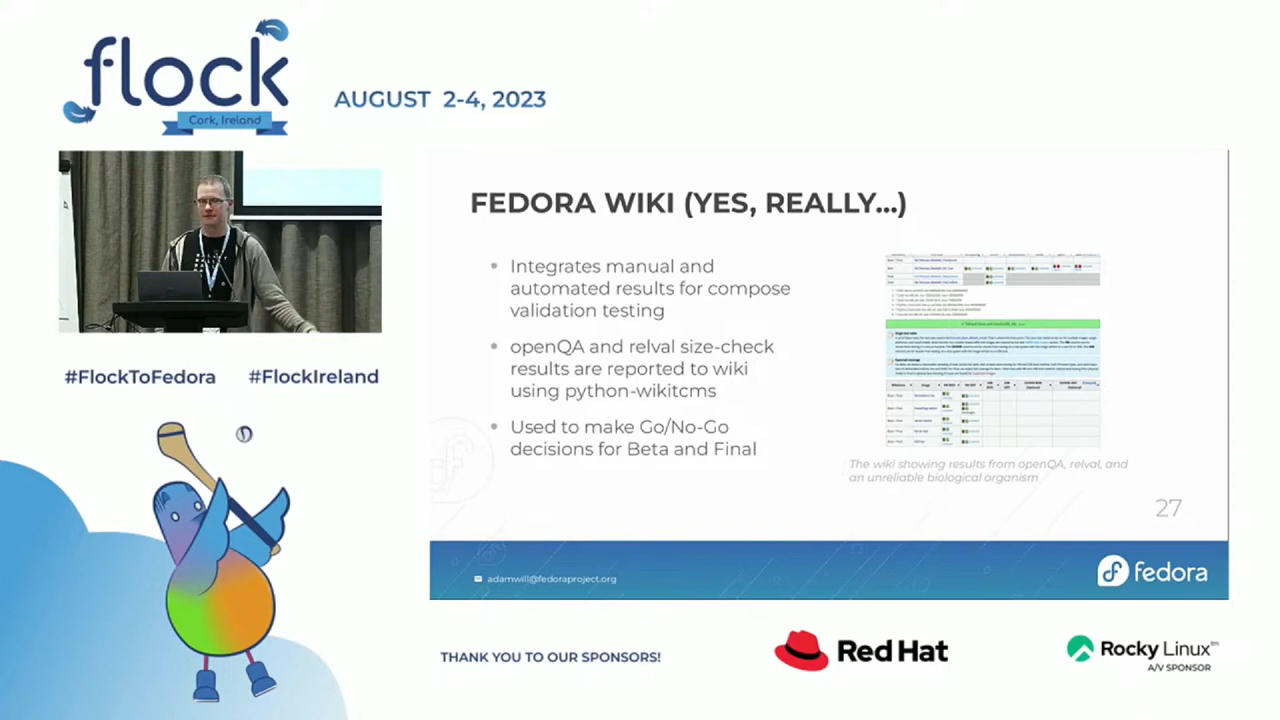 flock
Cork, Ireland
AUGUST 2-4, 2023
#FlockToFedora #FlockIreland
FEDORA WIKI (YES, REALLY...)
Integrates manual and
automated results for compose
validation testing
openQA and relval size-check
results are reported to wiki
using python-wikitcms
Used to make Go/No-Go
decisions for Beta and Final
The wiki showing results from openQA, relval, and
an unreliable biological organism
27
adamwill@fedoraproject.org
fedora
THANK YOU TO OUR SPONSORS!
Red Hat
Rocky Linux™
A/V SPONSOR